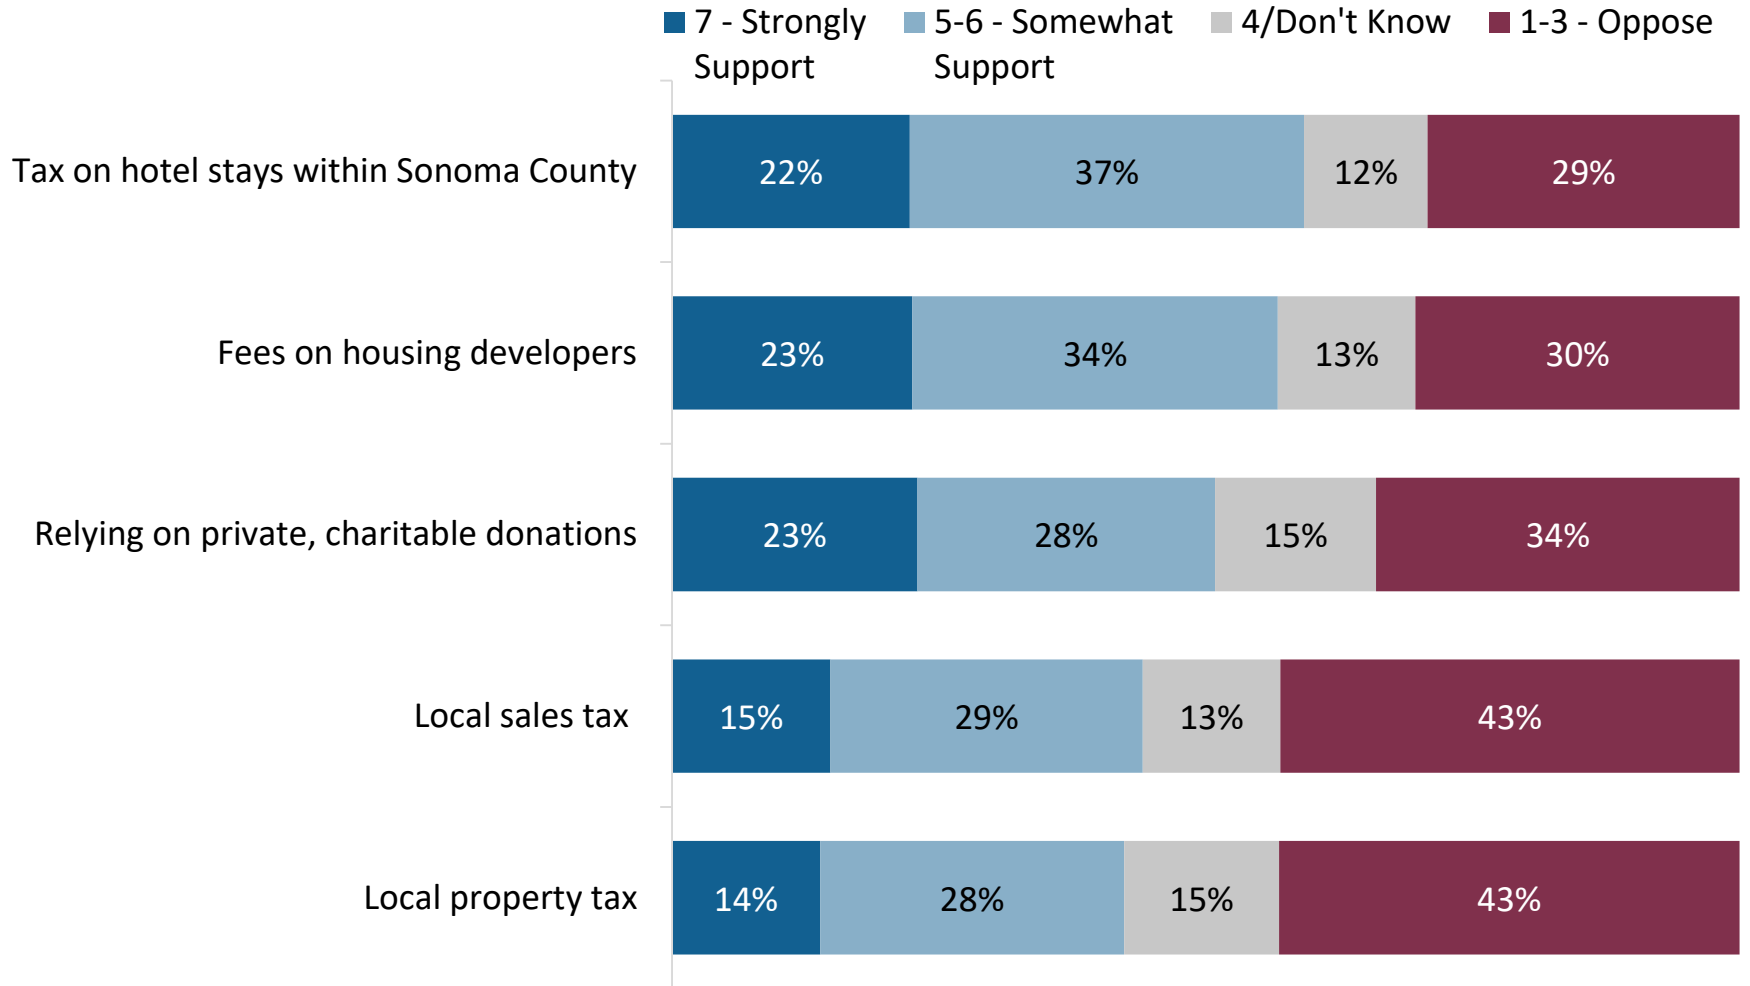 7 - Strongly Support
5-6 - Somewhat Support
4/Don't Know
1-3 - Oppose
Tax on hotel stays within Sonoma County
22%
37%
12%
29%
Fees on housing developers
23%
34%
13%
30%
Relying on private, charitable donations
23%
28%
15%
34%
Local sales tax
15%
29%
13%
43%
Local property tax
14%
28%
15%
43%